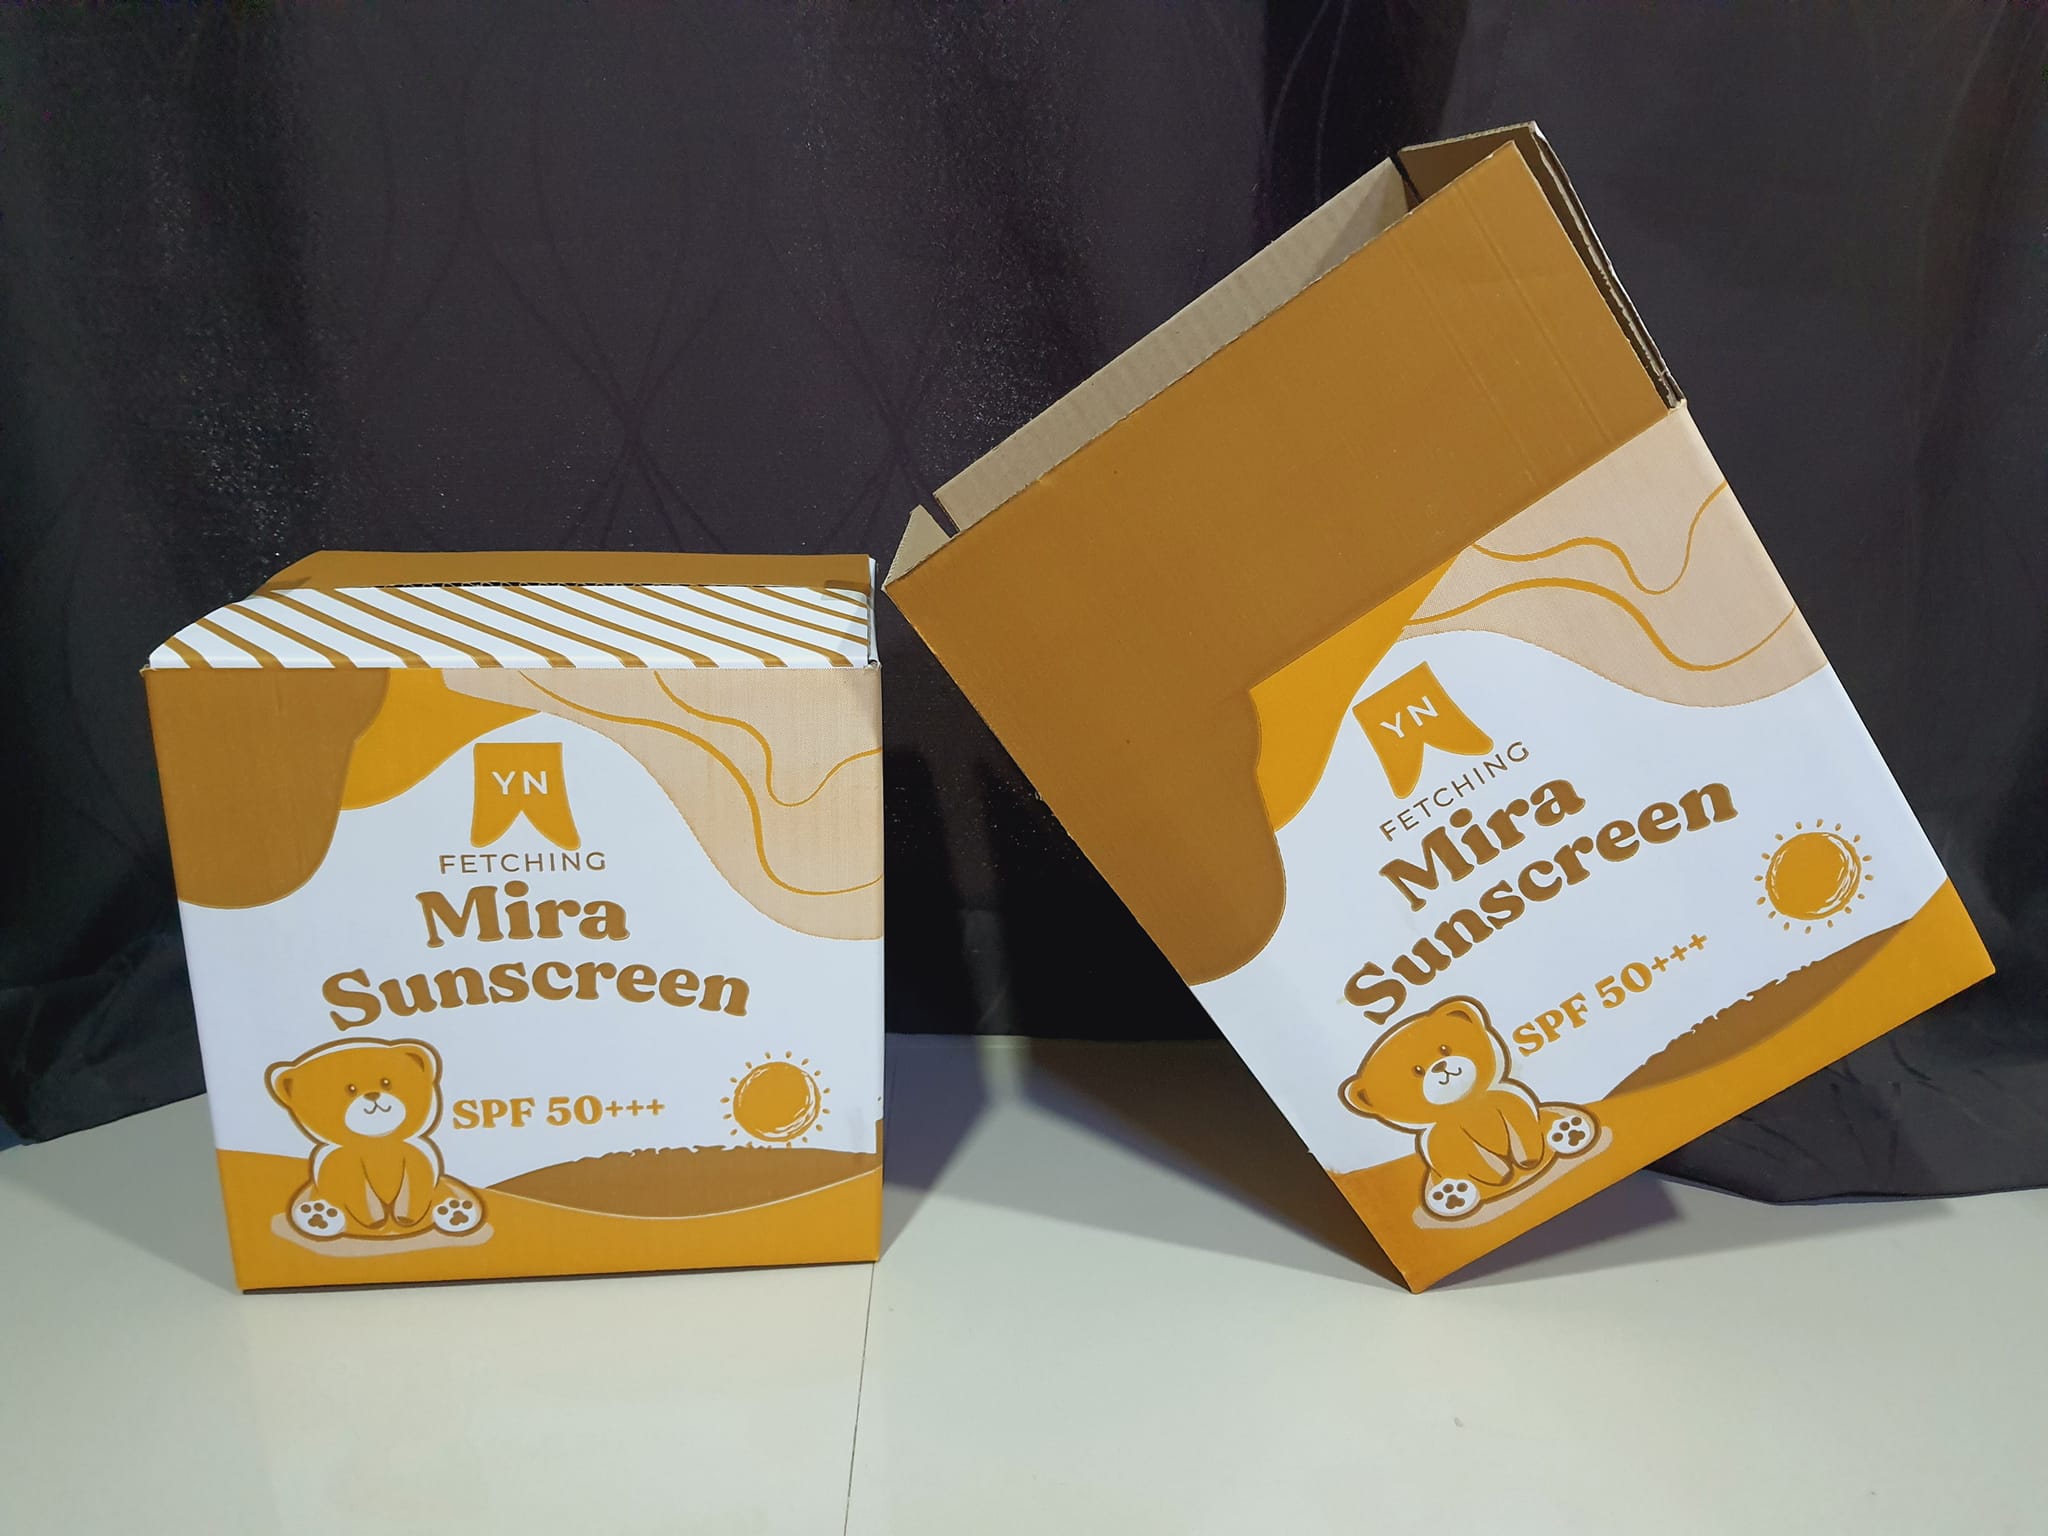 YN
FETCHING
Mira
Sunscreen
SPF 50+++
YN
FETCHING
Mira
Sunscreen
SPF 50+++